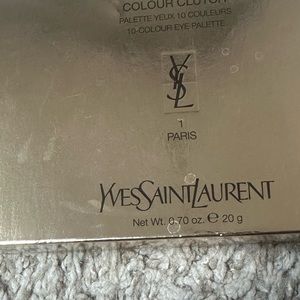 COLOUR CLUTCH
PALETTE YEUX 10 COULEURS
10-COLOUR EYE PALETTE
YSL
1
PARIS
YVESSAINTLAURENT
Net Wt. 0.70 oz. ℮ 20 g